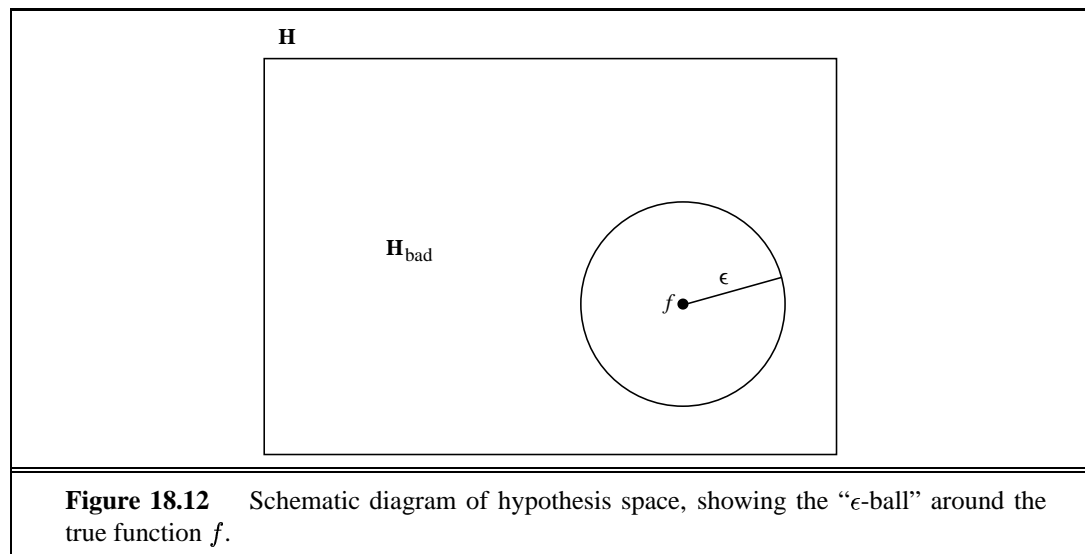 H
H_bad
ϵ
f
Figure 18.12 Schematic diagram of hypothesis space, showing the “ϵ-ball” around the
true function f.